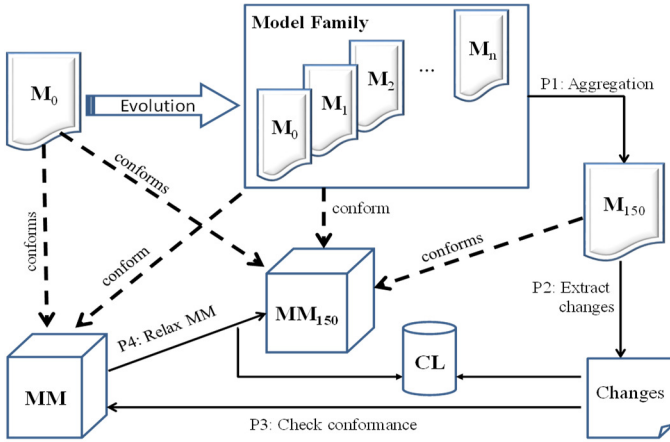 Model Family
M0
Evolution
M0
M1
M2
...
Mn
P1: Aggregation
conforms
conforms
conform
conform
conforms
M150
P2: Extract
changes
P4: Relax MM
MM150
CL
MM
Changes
P3: Check conformance